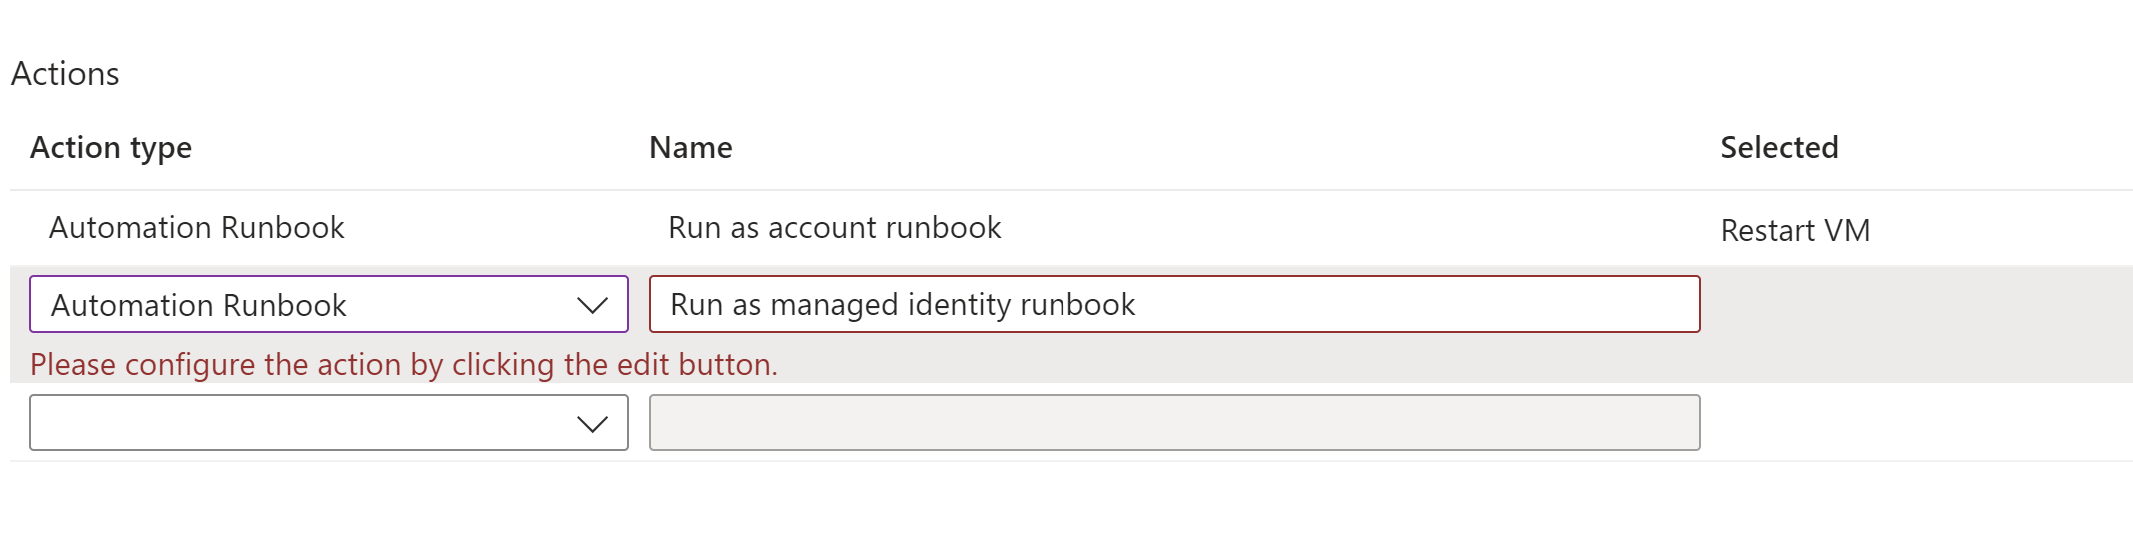 Actions
Action type Name Selected
Automation Runbook Run as account runbook Restart VM
Automation Runbook Run as managed identity runbook
Please configure the action by clicking the edit button.